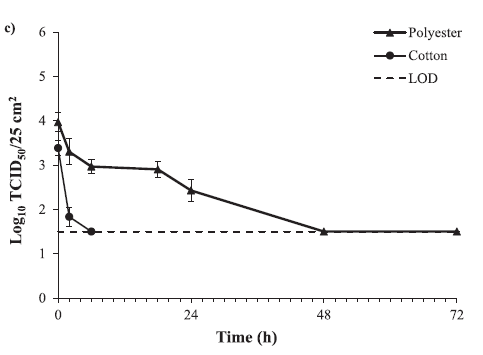 c)
6
5
4
3
2
1
0
Log₁₀ TCID₅₀/25 cm²
0 24 48 72
Time (h)
Polyester
Cotton
LOD